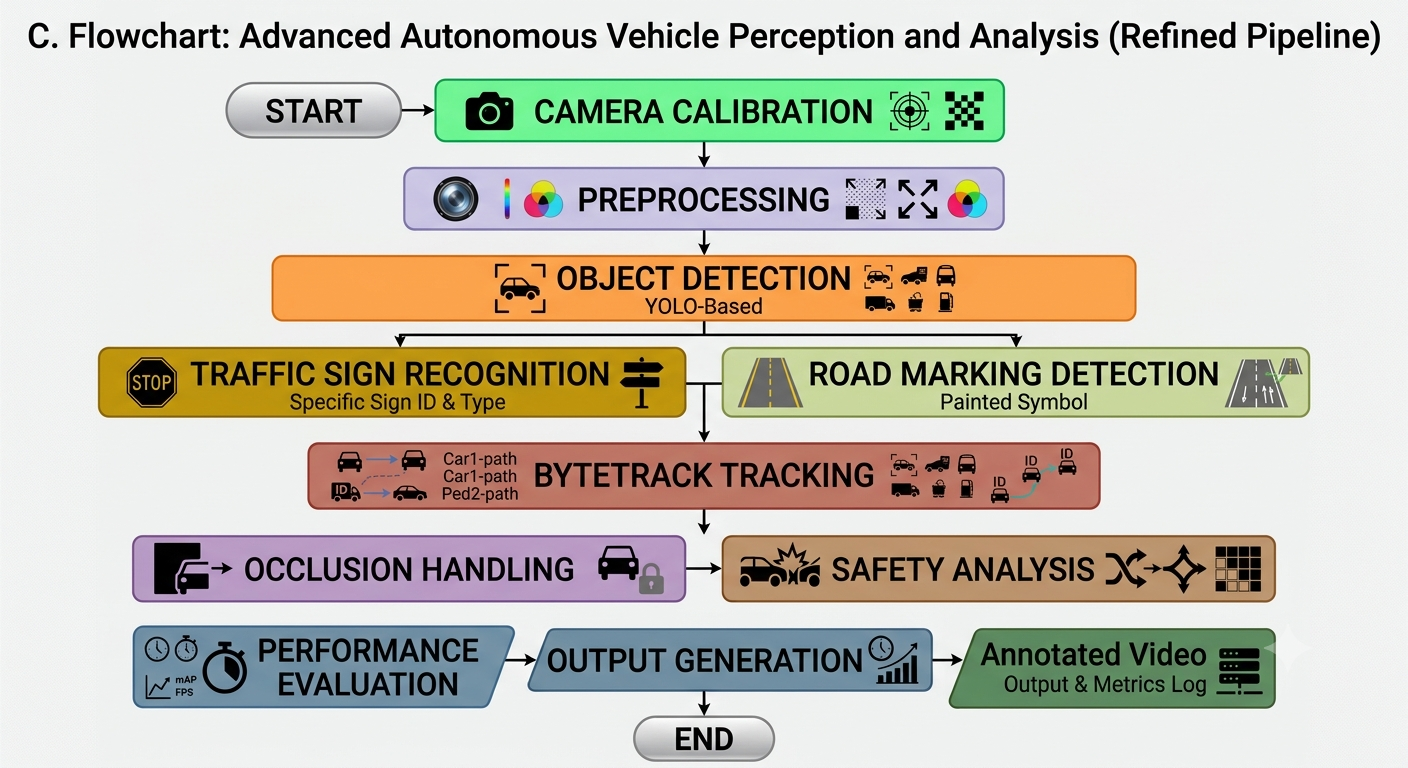 C. Flowchart: Advanced Autonomous Vehicle Perception and Analysis (Refined Pipeline)
START
CAMERA CALIBRATION
PREPROCESSING
OBJECT DETECTION
YOLO-Based
STOP
TRAFFIC SIGN RECOGNITION
Specific Sign ID & Type
ROAD MARKING DETECTION
Painted Symbol
ID
Car1-path
Car1-path
Ped2-path
BYTETRACK TRACKING
ID
ID
ID
OCCLUSION HANDLING
SAFETY ANALYSIS
mAP
FPS
PERFORMANCE
EVALUATION
OUTPUT GENERATION
Annotated Video
Output & Metrics Log
END